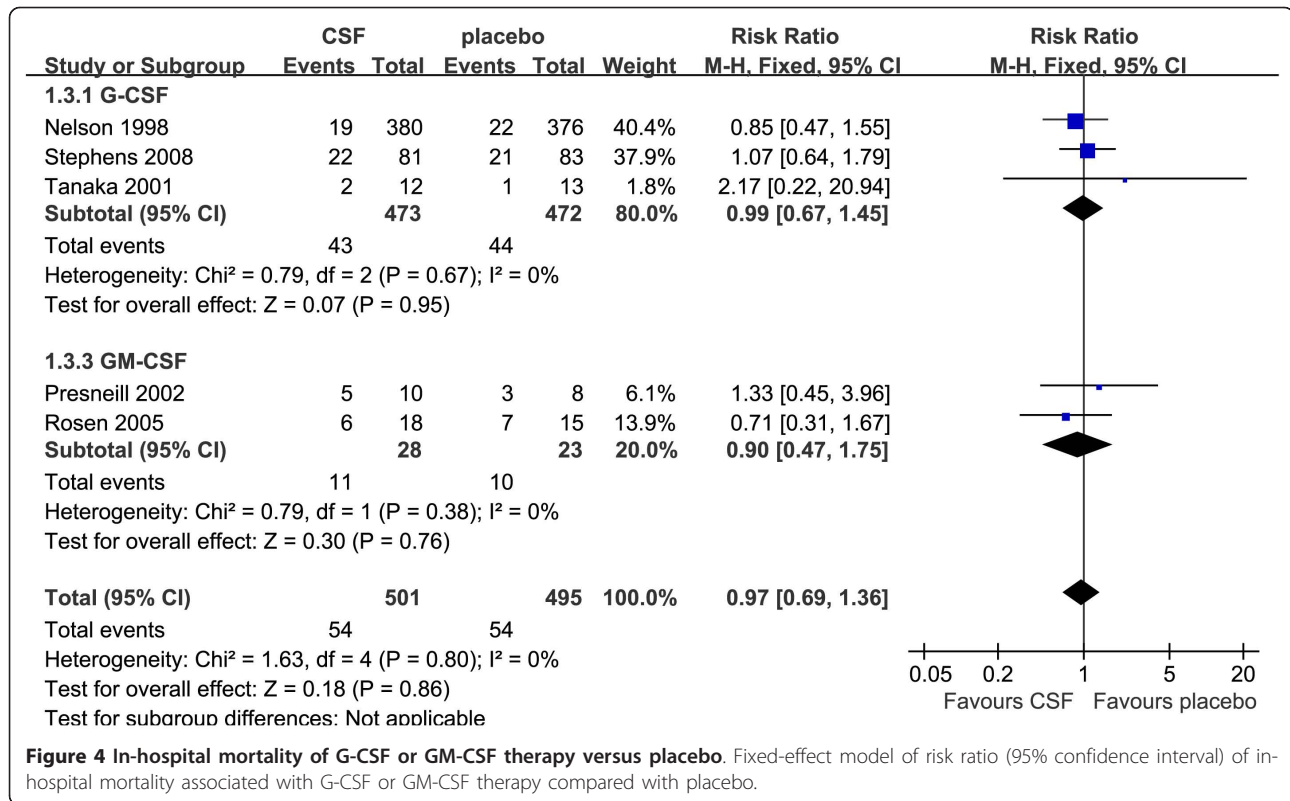 CSF placebo Risk Ratio Risk Ratio
Study or Subgroup Events Total Events Total Weight M-H, Fixed, 95% CI M-H, Fixed, 95% CI
1.3.1 G-CSF
Nelson 1998 19 380 22 376 40.4% 0.85 [0.47, 1.55]
Stephens 2008 22 81 21 83 37.9% 1.07 [0.64, 1.79]
Tanaka 2001 2 12 1 13 1.8% 2.17 [0.22, 20.94]
Subtotal (95% CI) 473 472 80.0% 0.99 [0.67, 1.45]
Total events 43 44
Heterogeneity: Chi² = 0.79, df = 2 (P = 0.67); I² = 0%
Test for overall effect: Z = 0.07 (P = 0.95)
1.3.3 GM-CSF
Presneill 2002 5 10 3 8 6.1% 1.33 [0.45, 3.96]
Rosen 2005 6 18 7 15 13.9% 0.71 [0.31, 1.67]
Subtotal (95% CI) 28 23 20.0% 0.90 [0.47, 1.75]
Total events 11 10
Heterogeneity: Chi² = 0.79, df = 1 (P = 0.38); I² = 0%
Test for overall effect: Z = 0.30 (P = 0.76)
Total (95% CI) 501 495 100.0% 0.97 [0.69, 1.36]
Total events 54 54
Heterogeneity: Chi² = 1.63, df = 4 (P = 0.80); I² = 0%
Test for overall effect: Z = 0.18 (P = 0.86)
Test for subgroup differences: Not applicable
0.05 0.2 1 5 20
Favours CSF Favours placebo
Figure 4 In-hospital mortality of G-CSF or GM-CSF therapy versus placebo. Fixed-effect model of risk ratio (95% confidence interval) of in-
hospital mortality associated with G-CSF or GM-CSF therapy compared with placebo.